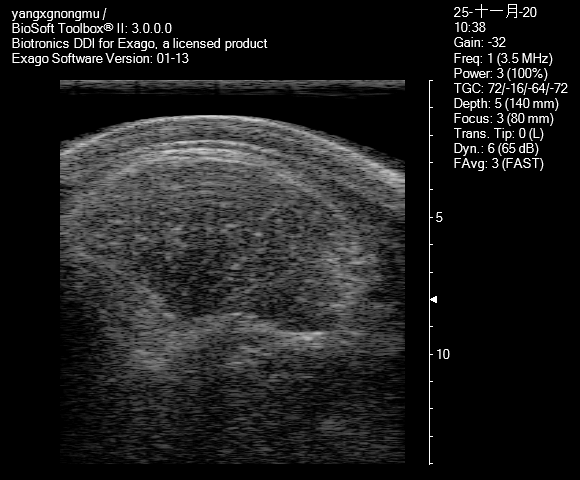 yangxgnongmu /
BioSoft Toolbox® II: 3.0.0.0
Biotronics DDI for Exago, a licensed product
Exago Software Version: 01-13
25-十一月-20
10:38
Gain: -32
Freq: 1 (3.5 MHz)
Power: 3 (100%)
TGC: 72/-16/-64/-72
Depth: 5 (140 mm)
Focus: 3 (80 mm)
Trans. Tip: 0 (L)
Dyn.: 6 (65 dB)
FAvg: 3 (FAST)
5
10